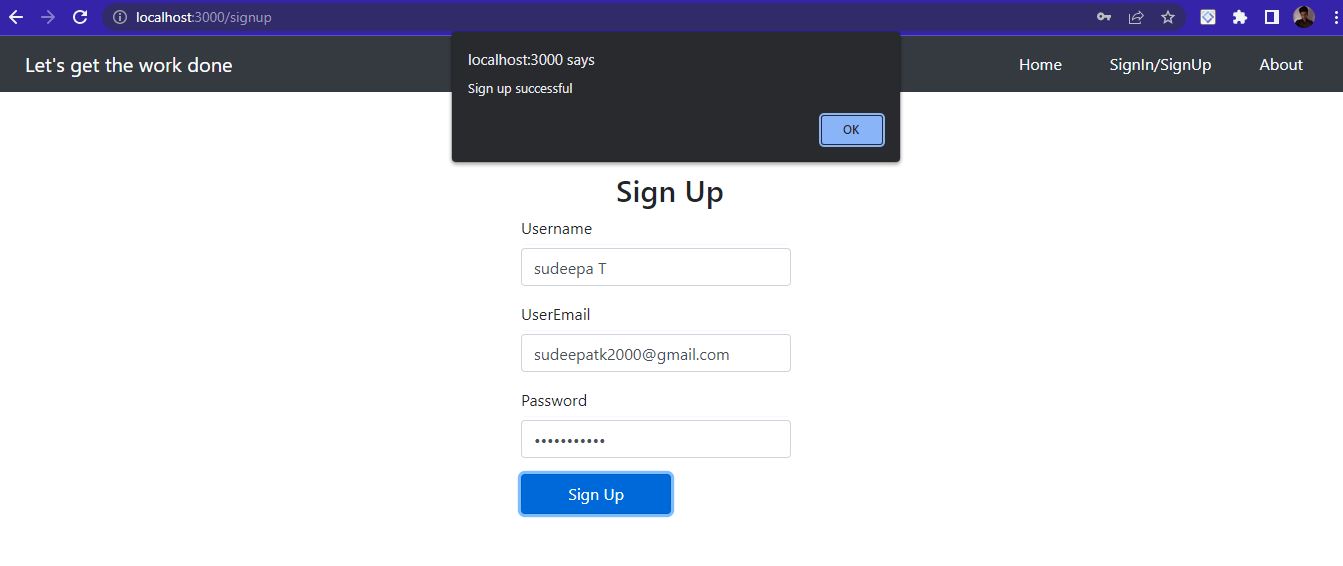 localhost:3000/signup
Let's get the work done
Home SignIn/SignUp About
localhost:3000 says
Sign up successful
OK
Sign Up
Username
sudeepa T
UserEmail
sudeepatk2000@gmail.com
Password
•••••••••••
Sign Up